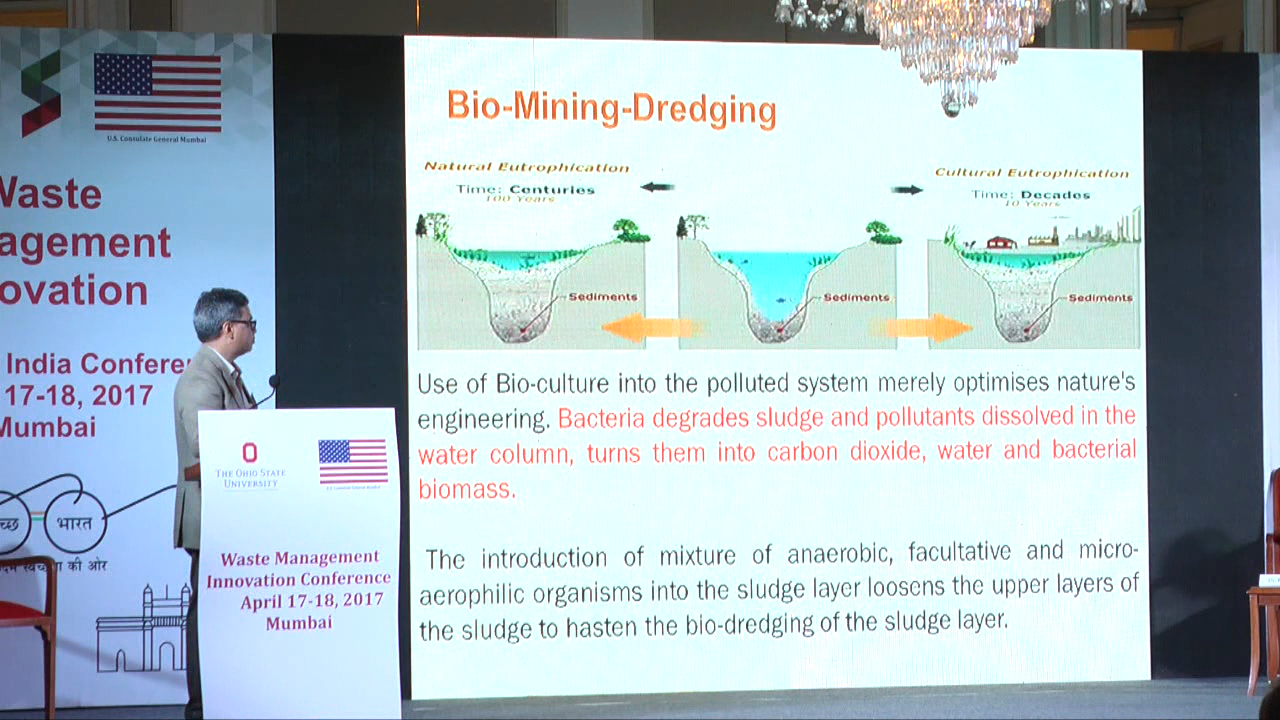 U.S. Consulate General Mumbai
Waste
agement
ovation
India Confere
17-18, 2017
Mumbai
च्छ
भारत
की ओर
THE OHIO STATE
UNIVERSITY
Waste Management
Innovation Conference
April 17-18, 2017
Mumbai
Bio-Mining-Dredging
Natural Eutrophication
Time: Centuries
100 Years
Cultural Eutrophication
Time: Decades
10 Years
Sediments
Sediments
Sediments
Use of Bio-culture into the polluted system merely optimises nature's
engineering. Bacteria degrades sludge and pollutants dissolved in the
water column, turns them into carbon dioxide, water and bacterial
biomass.
The introduction of mixture of anaerobic, facultative and micro-
aerophilic organisms into the sludge layer loosens the upper layers of
the sludge to hasten the bio-dredging of the sludge layer.